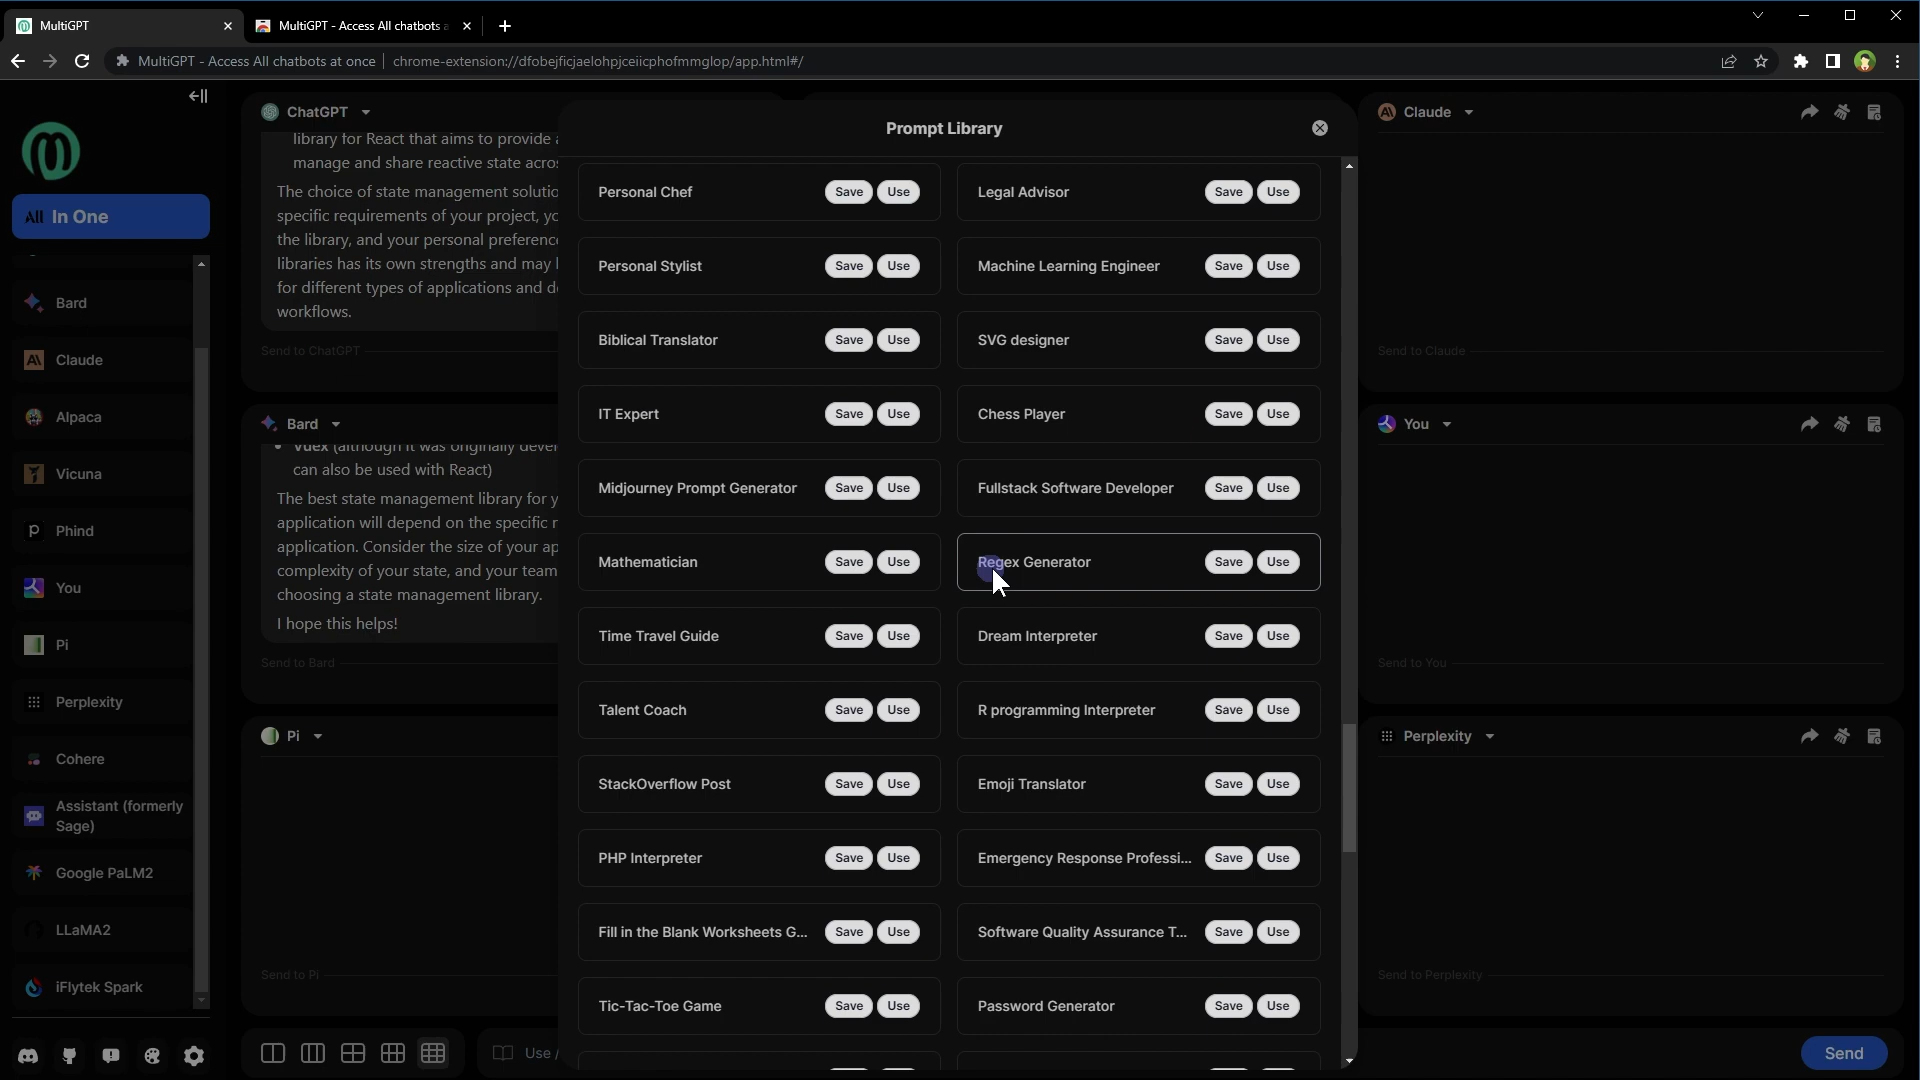 MultiGPT
MultiGPT - Access All chatbots a
MultiGPT - Access All chatbots at once
chrome-extension://dfobejficjaelohpjceiicphofmmglop/app.html#/
All In One
Bard
Claude
Alpaca
Vicuna
Phind
You
Pi
Perplexity
Cohere
Assistant (formerly
Sage)
Google PaLM2
LLaMA2
iFlytek Spark
ChatGPT
library for React that aims to provide
manage and share reactive state acros
The choice of state management solutio
specific requirements of your project, yo
the library, and your personal preference
libraries has its own strengths and may
for different types of applications and de
workflows.
Send to ChatGPT
Bard
Vuex (although it was originally devel
can also be used with React)
The best state management library for y
application will depend on the specific r
application. Consider the size of your ap
complexity of your state, and your team
choosing a state management library.
I hope this helps!
Send to Bard
Pi
Send to Pi
Use /
Prompt Library
Personal Chef Save Use
Legal Advisor Save Use
Personal Stylist Save Use
Machine Learning Engineer Save Use
Biblical Translator Save Use
SVG designer Save Use
IT Expert Save Use
Chess Player Save Use
Midjourney Prompt Generator Save Use
Fullstack Software Developer Save Use
Mathematician Save Use
Regex Generator Save Use
Time Travel Guide Save Use
Dream Interpreter Save Use
Talent Coach Save Use
R programming Interpreter Save Use
StackOverflow Post Save Use
Emoji Translator Save Use
PHP Interpreter Save Use
Emergency Response Professi... Save Use
Fill in the Blank Worksheets G... Save Use
Software Quality Assurance T... Save Use
Tic-Tac-Toe Game Save Use
Password Generator Save Use
Claude
Send to Claude
You
Send to You
Perplexity
Send to Perplexity
Send